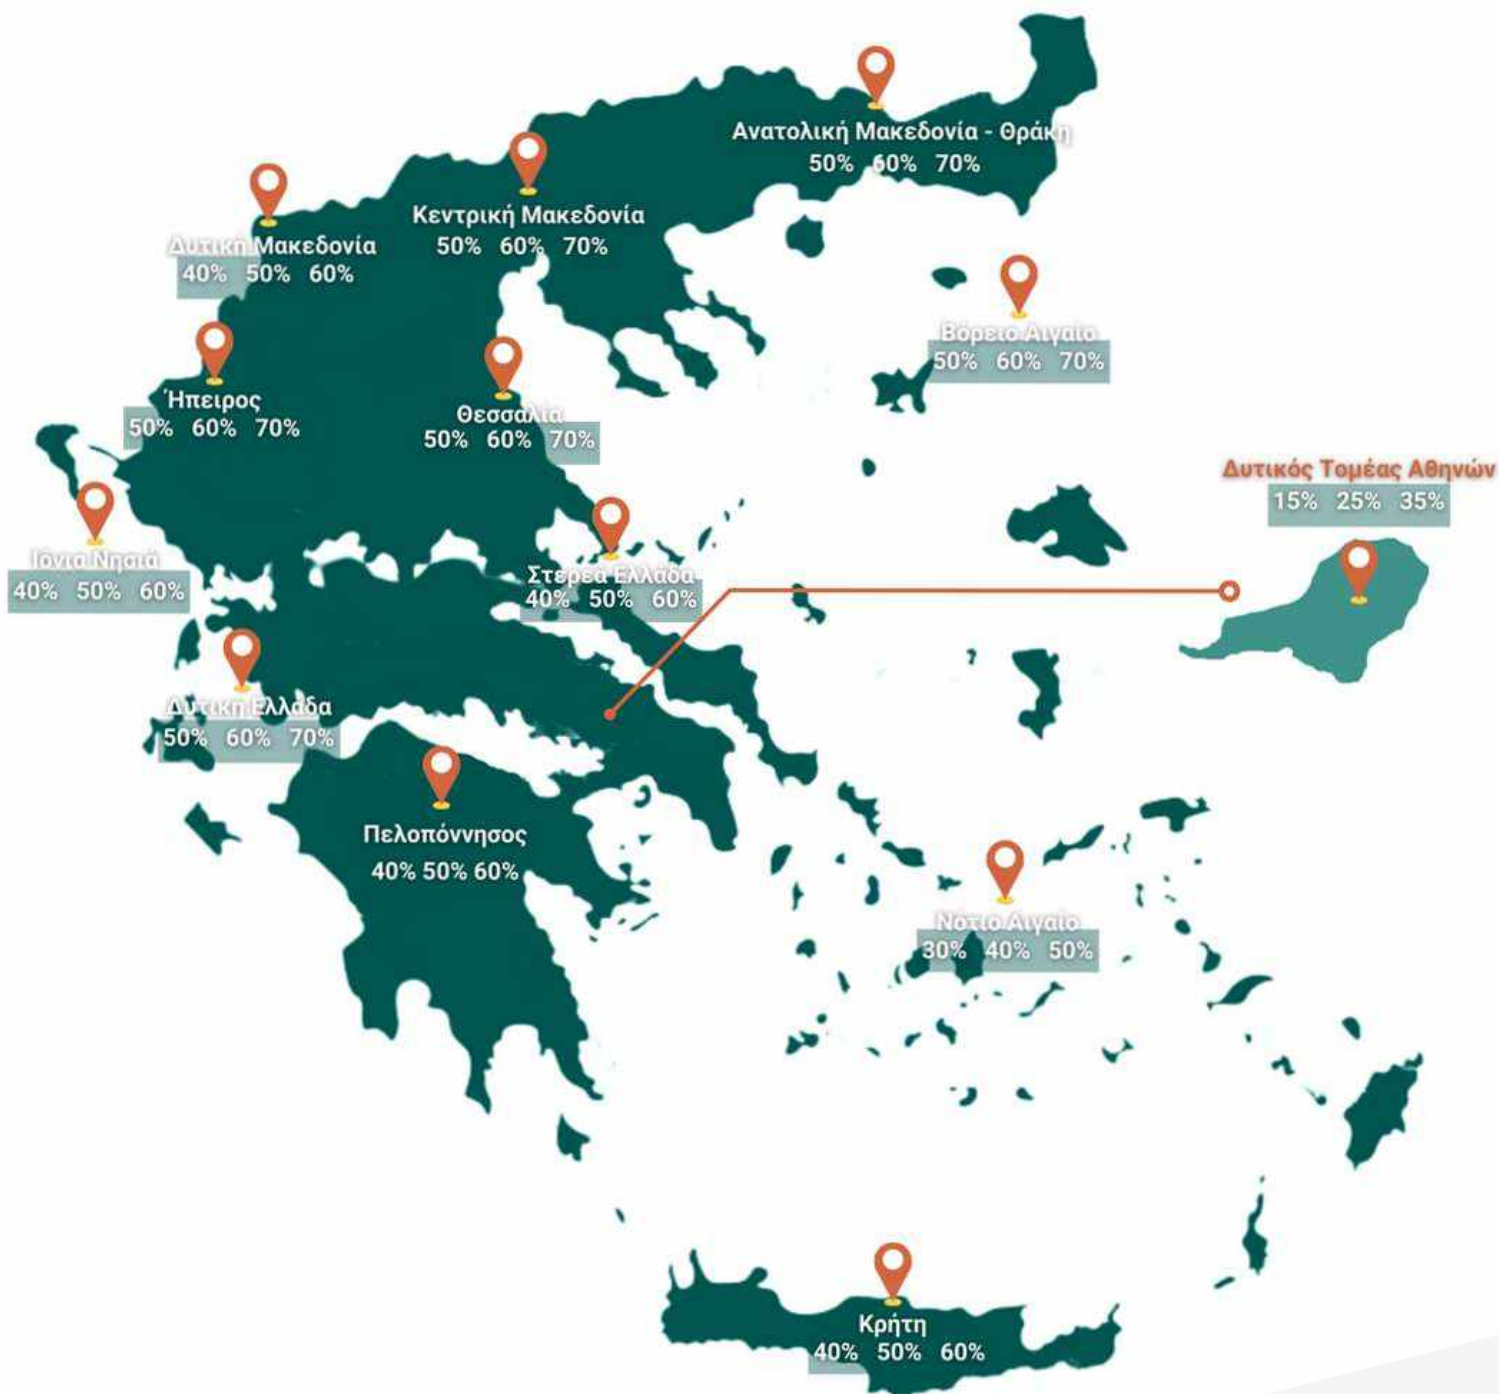 Ανατολική Μακεδονία - Θράκη
50% 60% 70%
Κεντρική Μακεδονία
50% 60% 70%
Δυτική Μακεδονία
40% 50% 60%
Βόρειο Αιγαίο
50% 60% 70%
Ήπειρος
50% 60% 70%
Θεσσαλία
50% 60% 70%
Δυτικός Τομέας Αθηνών
15% 25% 35%
Ιόνια Νησιά
40% 50% 60%
Στερεά Ελλάδα
40% 50% 60%
Δυτική Ελλάδα
50% 60% 70%
Πελοπόννησος
40% 50% 60%
Νότιο Αιγαίο
30% 40% 50%
Κρήτη
40% 50% 60%